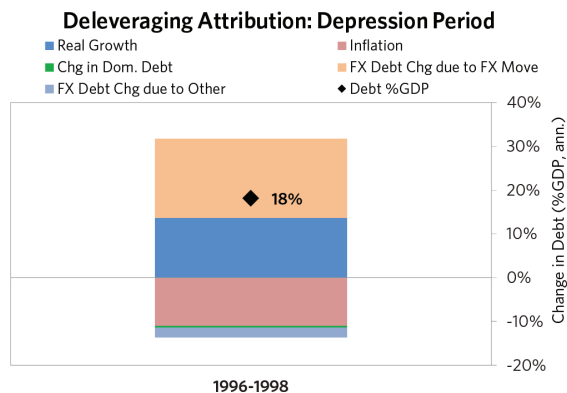 Deleveraging Attribution: Depression Period
Real Growth
Inflation
Chg in Dom. Debt
FX Debt Chg due to FX Move
FX Debt Chg due to Other
Debt %GDP
40%
30%
20%
10%
0%
-10%
-20%
Change in Debt (%GDP, ann.)
18%
1996-1998